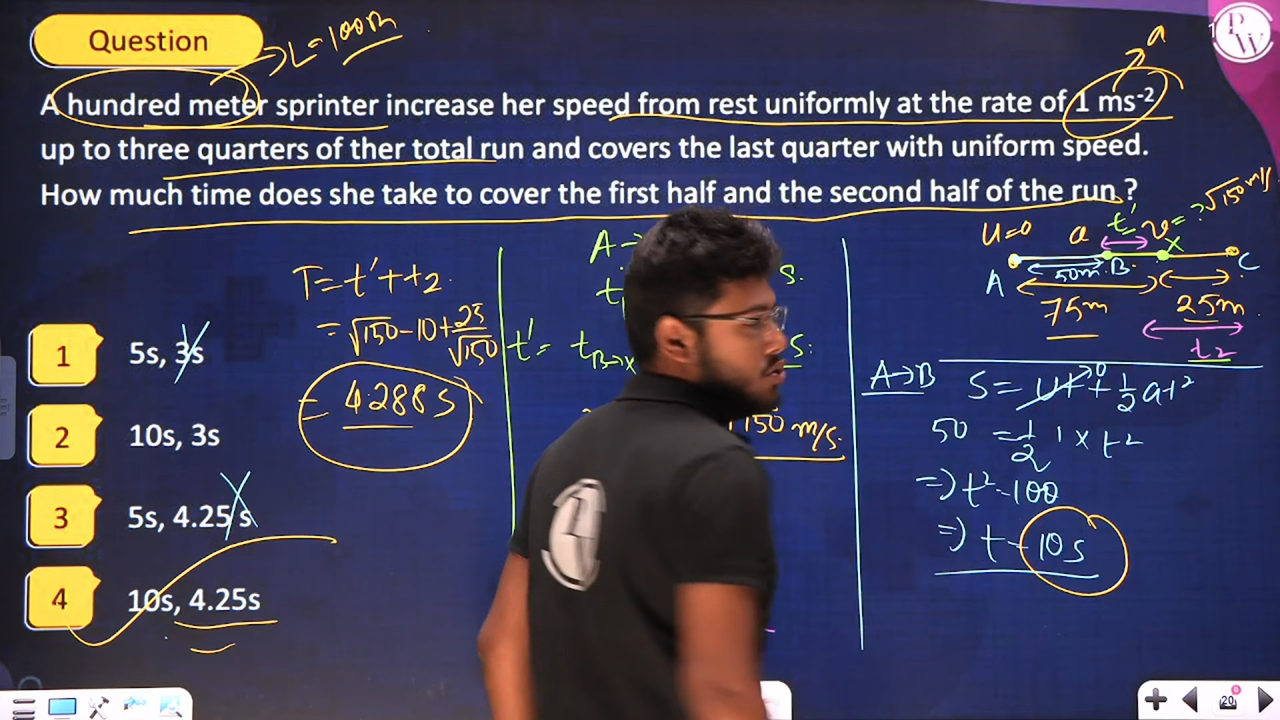 Question
→ L=100m
a
A hundred meter sprinter increase her speed from rest uniformly at the rate of 1 ms-2
up to three quarters of ther total run and covers the last quarter with uniform speed.
How much time does she take to cover the first half and the second half of the run ?
PW
u=0 a t' v=? √150 m/s
A 50m B x C
75m 25m
t2
T = t' + t2
= √150 - 10 + 25/√150
= 4.288 s
A→
s.
t' = tB→x s.
√150 m/s.
A→B S = ut + 1/2 at²
0
50 = 1/2 1 × t²
⇒ t² = 100
⇒ t = 10s
1 5s, 3s
2 10s, 3s
3 5s, 4.25 s
4 10s, 4.25s
20